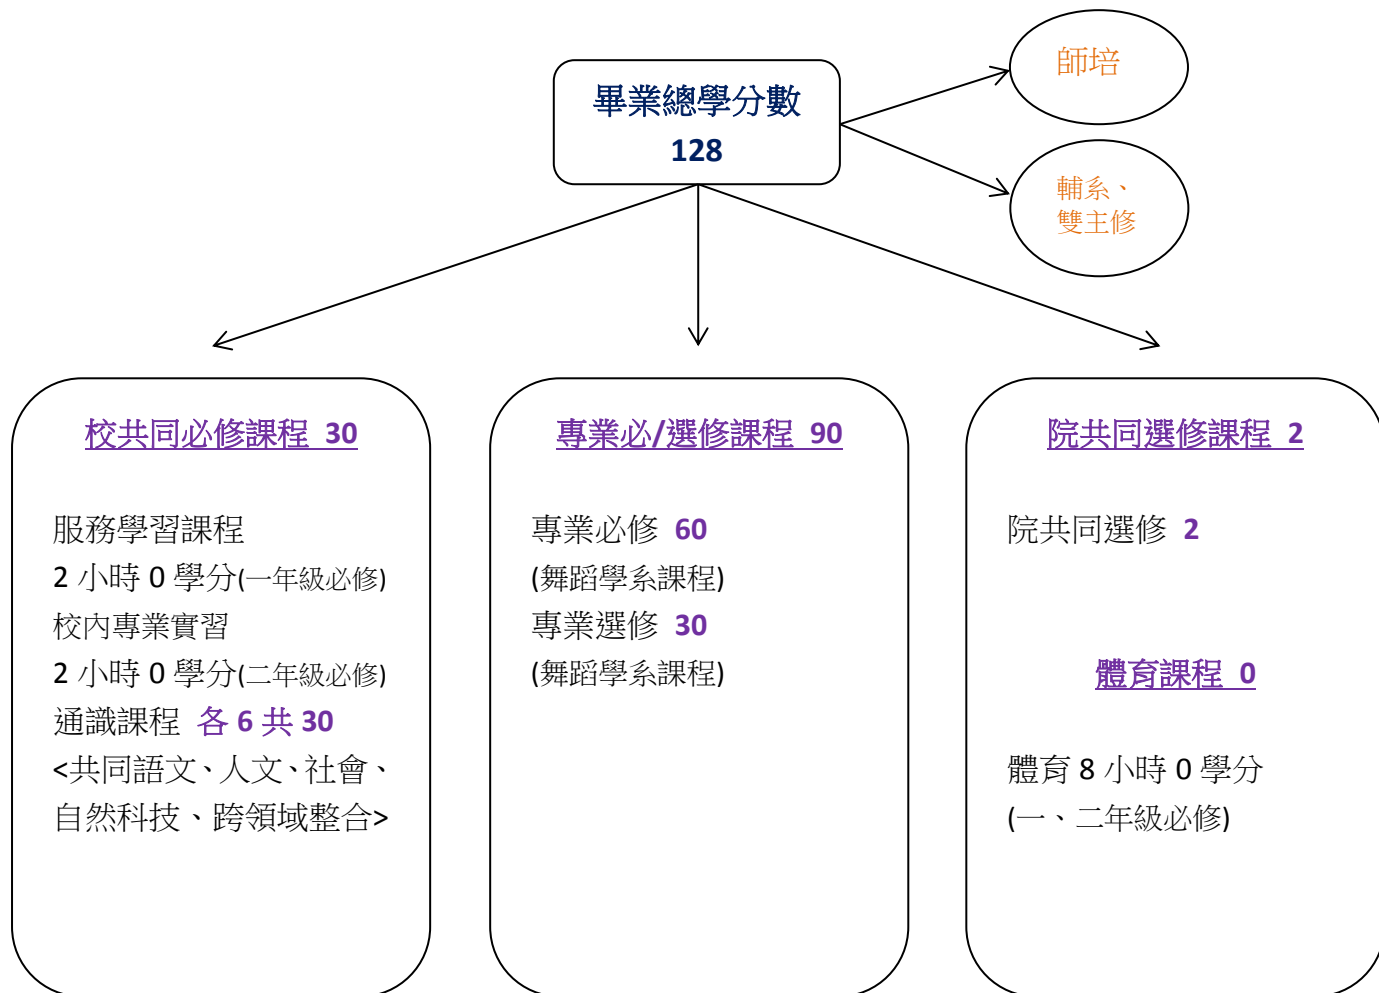 畢業總學分數
128
師培
輔系、
雙主修
校共同必修課程 30
服務學習課程
2 小時 0 學分(一年級必修)
校內專業實習
2 小時 0 學分(二年級必修)
通識課程 各 6 共 30
<共同語文、人文、社會、
自然科技、跨領域整合>
專業必/選修課程 90
專業必修 60
(舞蹈學系課程)
專業選修 30
(舞蹈學系課程)
院共同選修課程 2
院共同選修 2
體育課程 0
體育 8 小時 0 學分
(一、二年級必修)